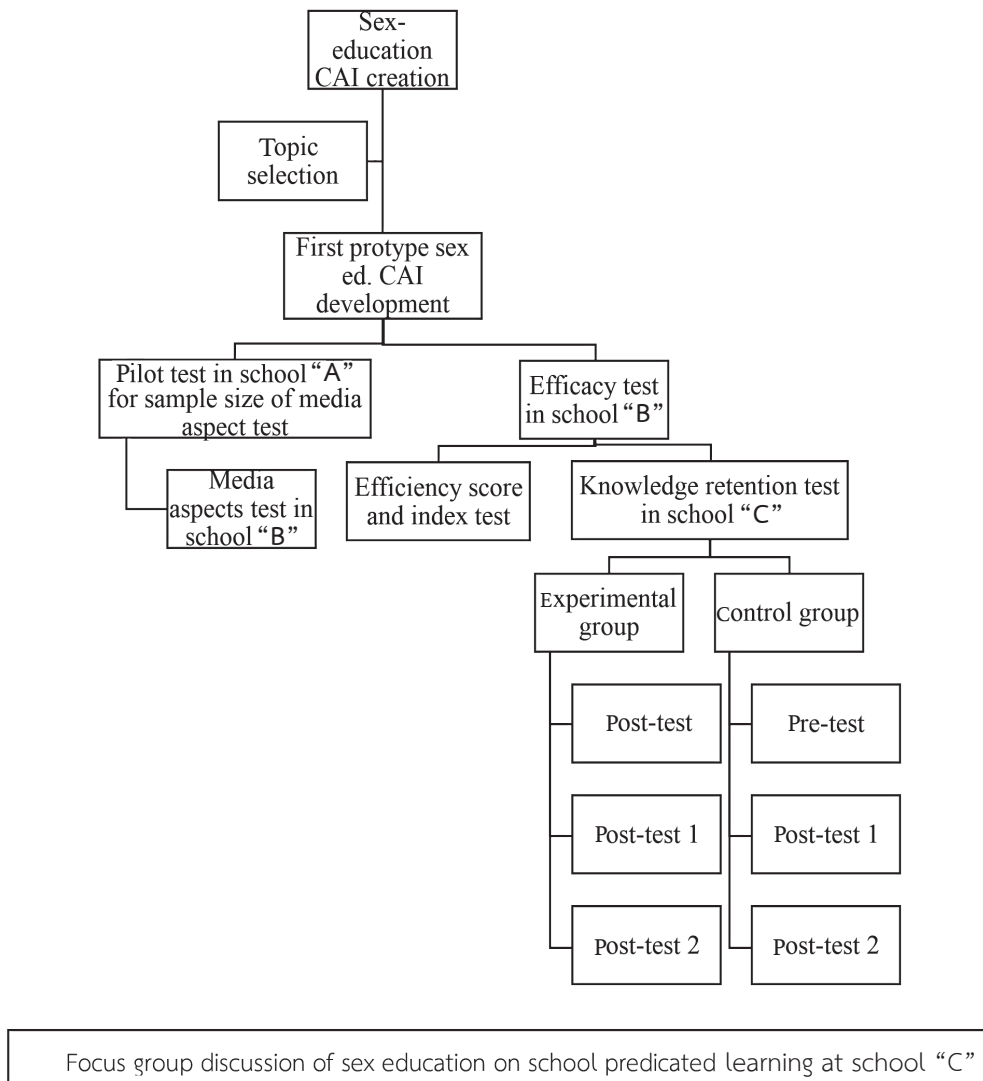 Sex-
education
CAI creation
Topic
selection
First protype sex
ed. CAI
development
Pilot test in school “A”
for sample size of media
aspect test
Efficacy test
in school “B”
Media
aspects test in
school “B”
Efficiency score
and index test
Knowledge retention test
in school “C”
Experimental
group
Control group
Post-test
Pre-test
Post-test 1
Post-test 1
Post-test 2
Post-test 2
Focus group discussion of sex education on school predicated learning at school “C”